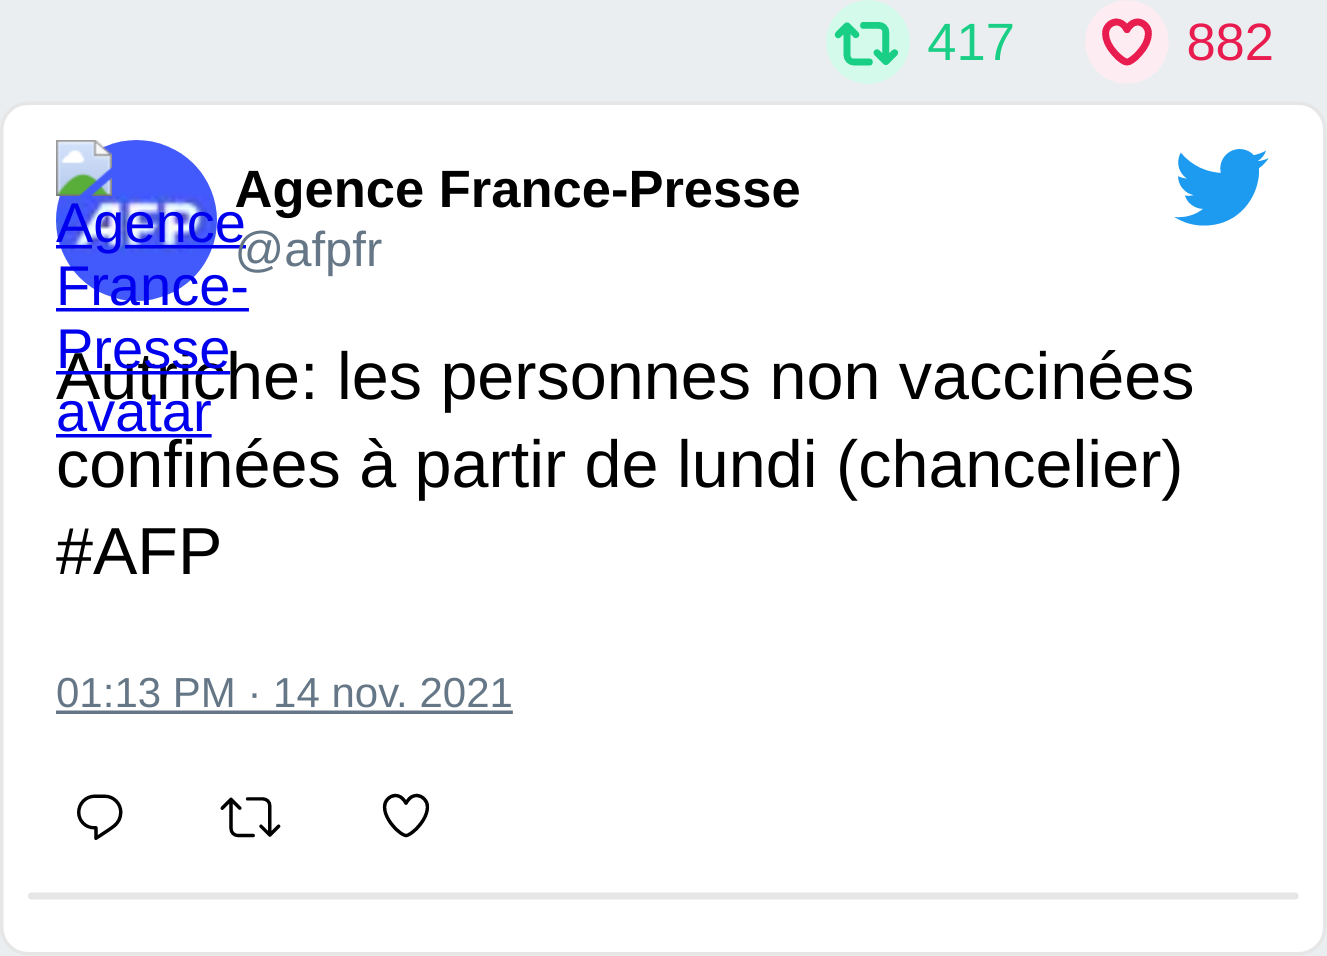 417 882
Agence France-Presse
@afpfr
AFP
Agence
France-
Presse
avatar
Autriche: les personnes non vaccinées
confinées à partir de lundi (chancelier)
#AFP
01:13 PM · 14 nov. 2021